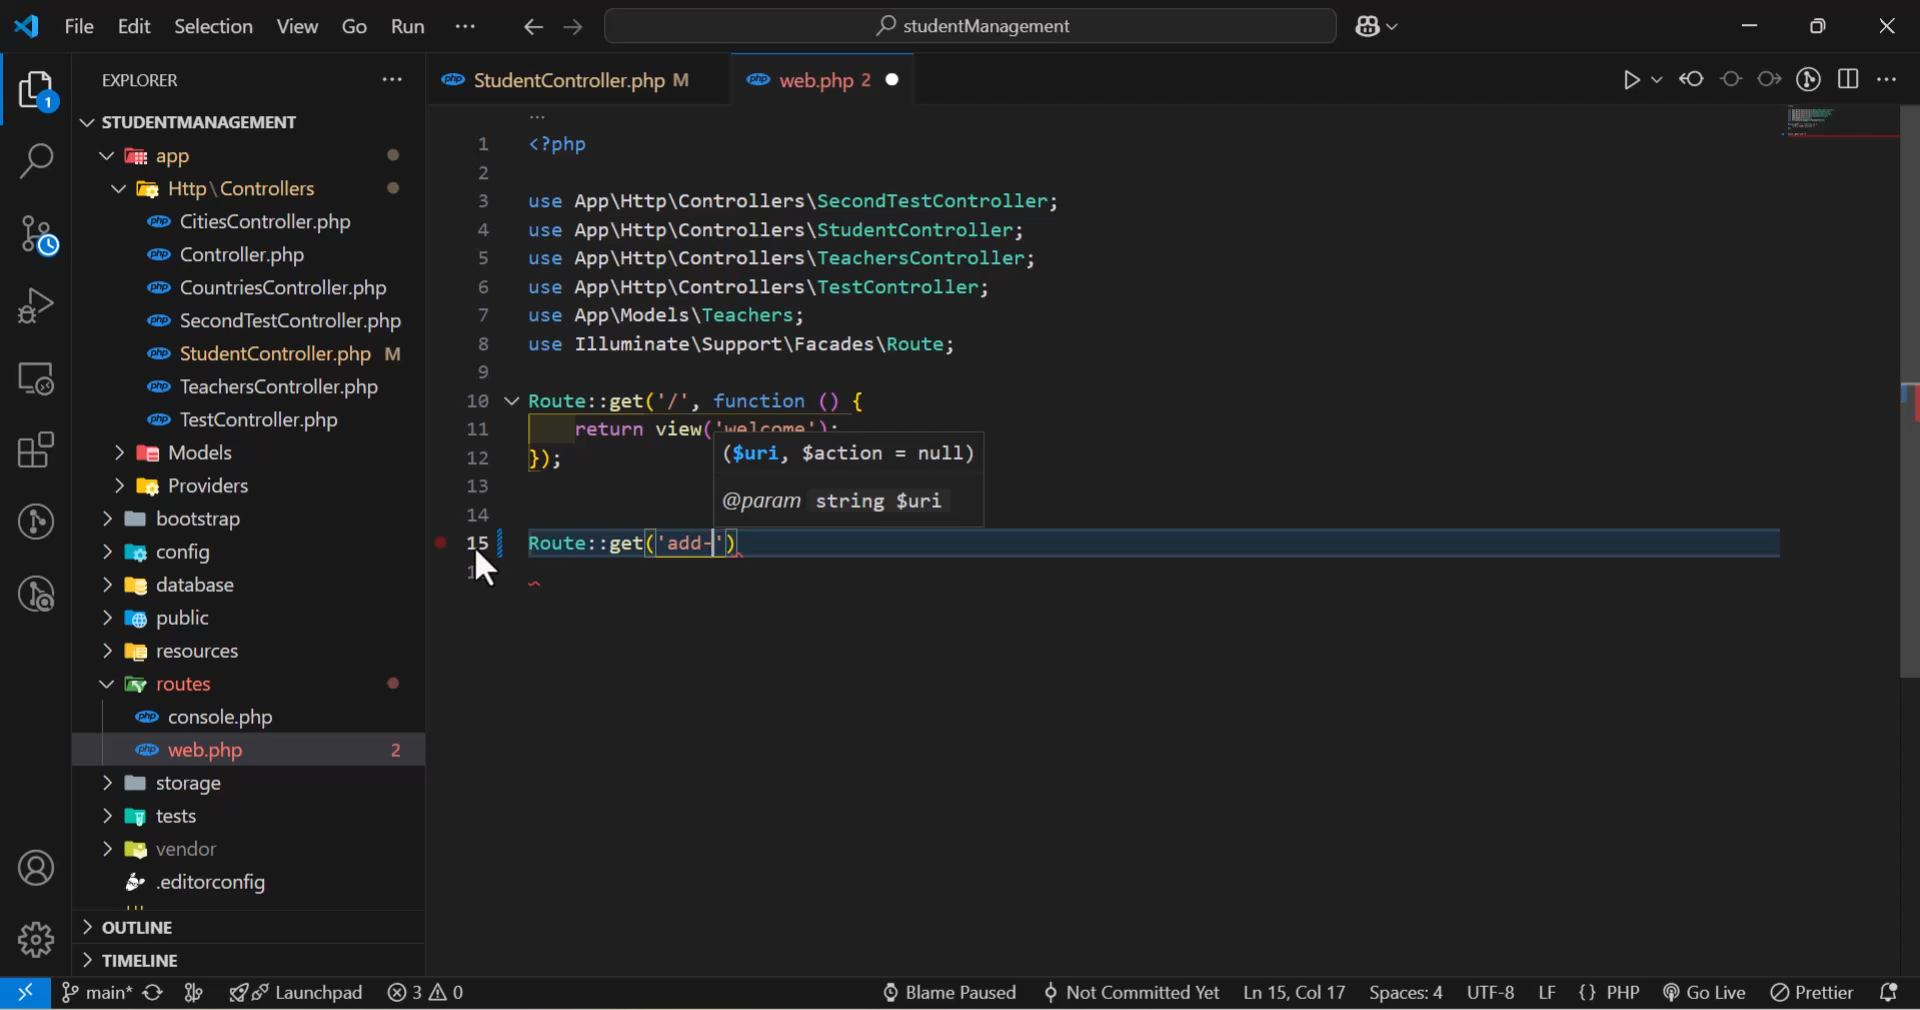 File Edit Selection View Go Run ··· ← → studentManagement
EXPLORER ···
STUDENTMANAGEMENT
app
Http\Controllers
CitiesController.php
Controller.php
CountriesController.php
SecondTestController.php
StudentController.php M
TeachersController.php
TestController.php
Models
Providers
bootstrap
config
database
public
resources
routes
console.php
web.php 2
storage
tests
vendor
.editorconfig
OUTLINE
TIMELINE
1
php StudentController.php M
php web.php 2
···
1 <?php
2
3 use App\Http\Controllers\SecondTestController;
4 use App\Http\Controllers\StudentController;
5 use App\Http\Controllers\TeachersController;
6 use App\Http\Controllers\TestController;
7 use App\Models\Teachers;
8 use Illuminate\Support\Facades\Route;
9
10 Route::get('/', function () {
11 return view('welcome');
12 });
13
14
($uri, $action = null)
@param string $uri
15 Route::get('add-')
main* Launchpad 3 0 Blame Paused Not Committed Yet Ln 15, Col 17 Spaces: 4 UTF-8 LF {} PHP Go Live Prettier